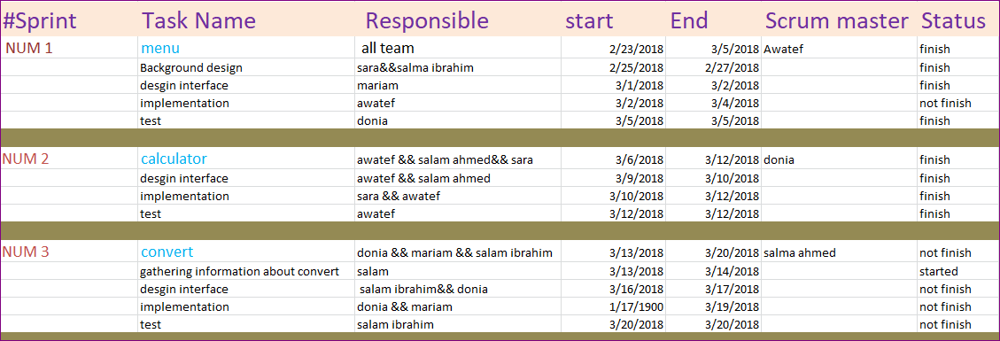 #Sprint Task Name Responsible start End Scrum master Status
NUM 1 menu all team 2/23/2018 3/5/2018 Awatef finish
Background design sara&&salma ibrahim 2/25/2018 2/27/2018 finish
desgin interface mariam 3/1/2018 3/2/2018 finish
implementation awatef 3/2/2018 3/4/2018 not finish
test donia 3/5/2018 3/5/2018 finish
NUM 2 calculator awatef && salam ahmed&& sara 3/6/2018 3/12/2018 donia finish
desgin interface awatef && salam ahmed 3/9/2018 3/10/2018 finish
implementation sara && awatef 3/10/2018 3/12/2018 finish
test awatef 3/12/2018 3/12/2018 finish
NUM 3 convert donia && mariam && salam ibrahim 3/13/2018 3/20/2018 salma ahmed not finish
gathering information about convert salam 3/13/2018 3/14/2018 started
desgin interface salam ibrahim&& donia 3/16/2018 3/17/2018 not finish
implementation donia && mariam 1/17/1900 3/19/2018 not finish
test salam ibrahim 3/20/2018 3/20/2018 not finish